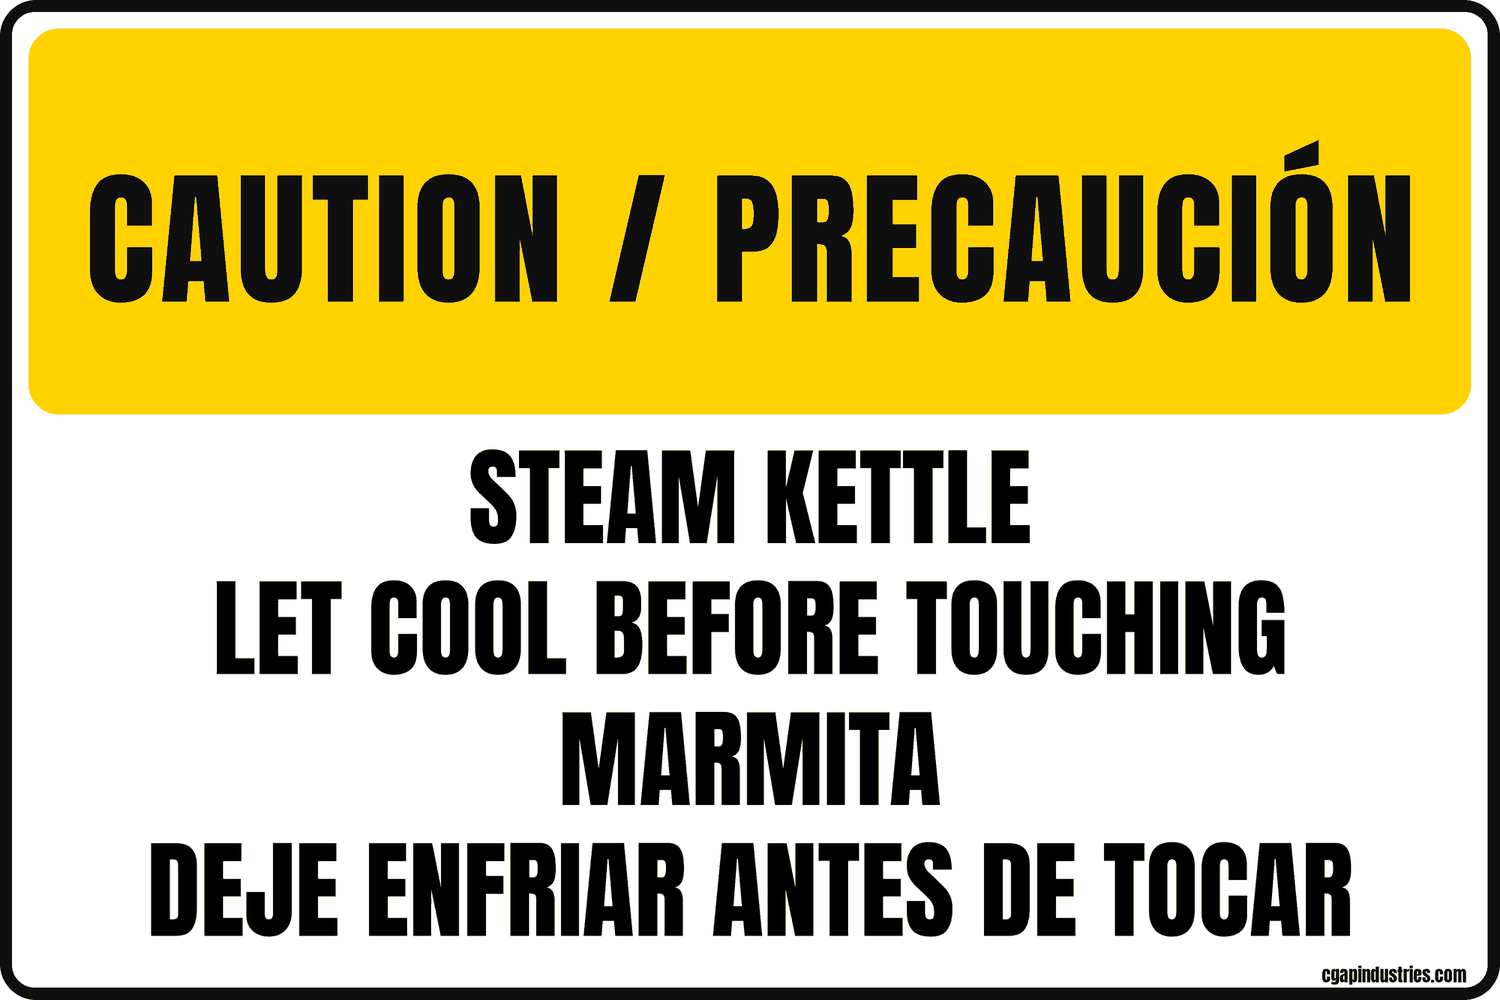 CAUTION / PRECAUCIÓN
STEAM KETTLE
LET COOL BEFORE TOUCHING
MARMITA
DEJE ENFRIAR ANTES DE TOCAR
cgapindustries.com